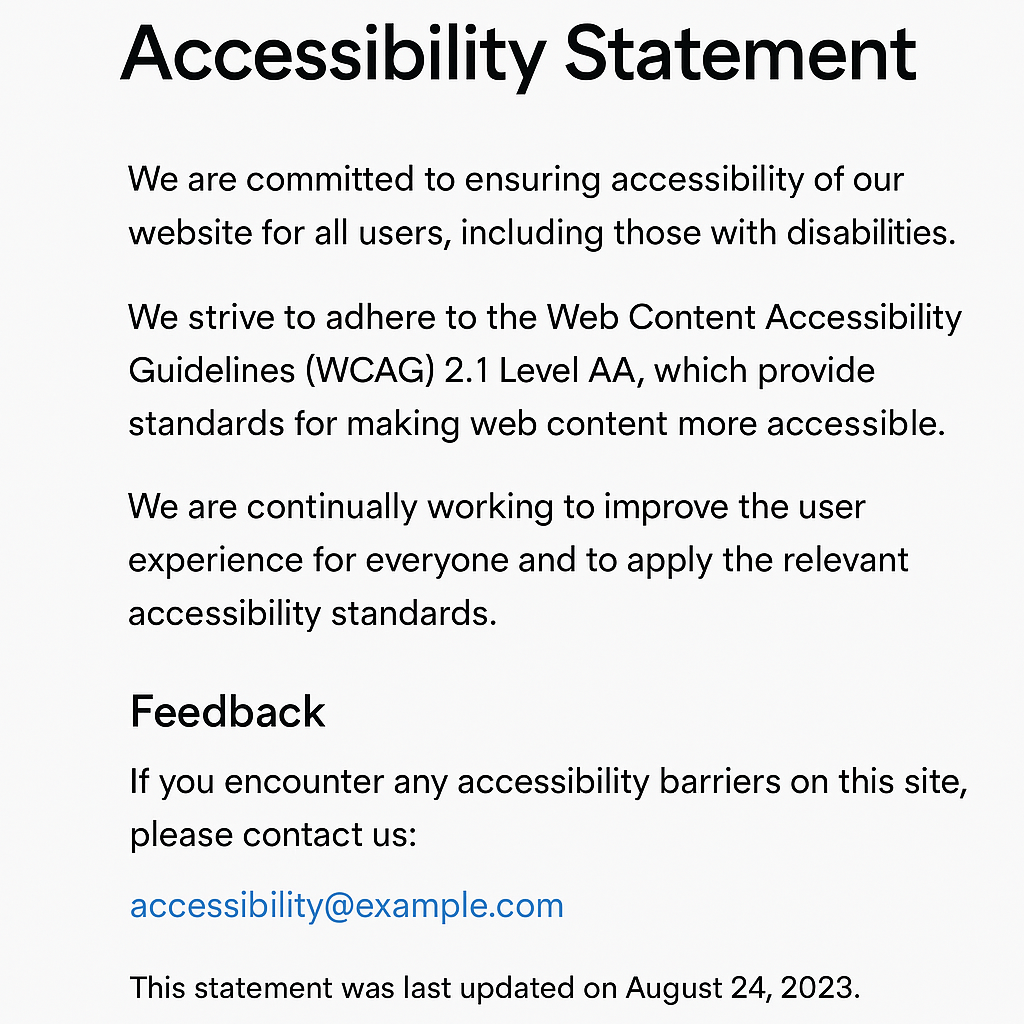 Accessibility Statement
We are committed to ensuring accessibility of our
website for all users, including those with disabilities.
We strive to adhere to the Web Content Accessibility
Guidelines (WCAG) 2.1 Level AA, which provide
standards for making web content more accessible.
We are continually working to improve the user
experience for everyone and to apply the relevant
accessibility standards.
Feedback
If you encounter any accessibility barriers on this site,
please contact us:
accessibility@example.com
This statement was last updated on August 24, 2023.